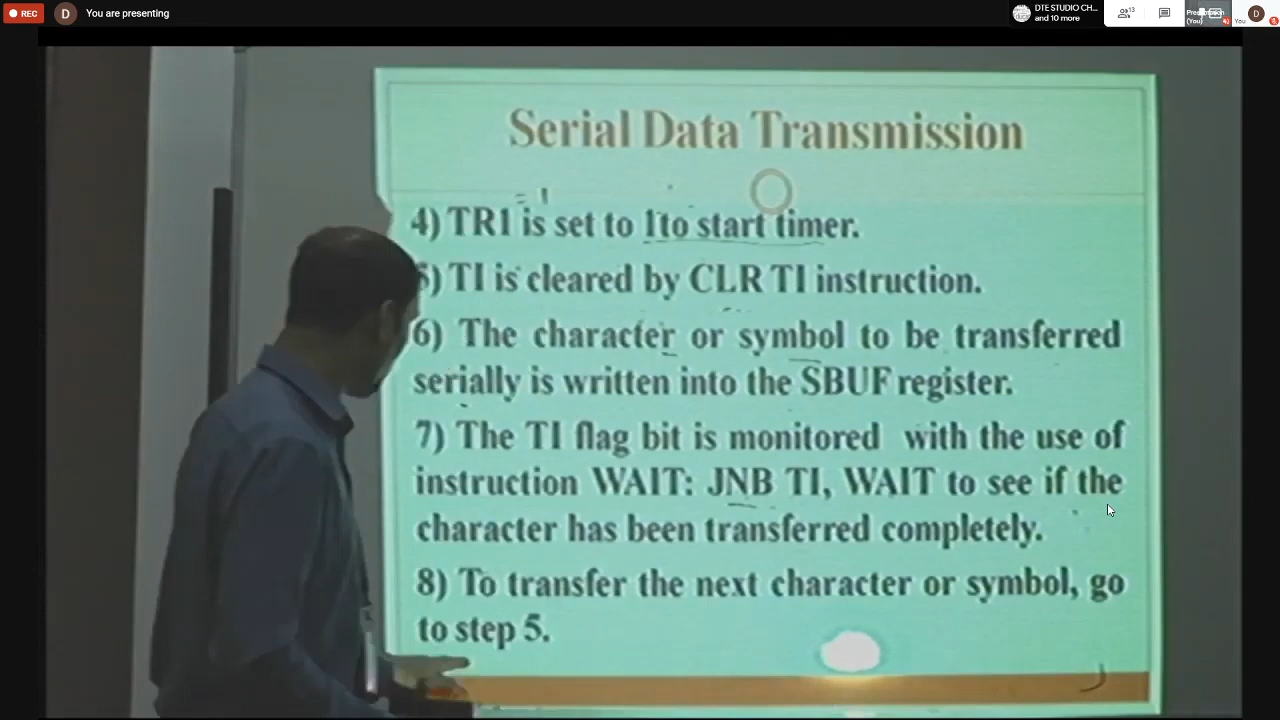 REC
D
You are presenting
DTE STUDIO CH...
and 10 more
13
You
D
Serial Data Transmission
4) TR1 is set to 1to start timer.
5) TI is cleared by CLR TI instruction.
6) The character or symbol to be transferred
serially is written into the SBUF register.
7) The TI flag bit is monitored with the use of
instruction WAIT: JNB TI, WAIT to see if the
character has been transferred completely.
8) To transfer the next character or symbol, go
to step 5.